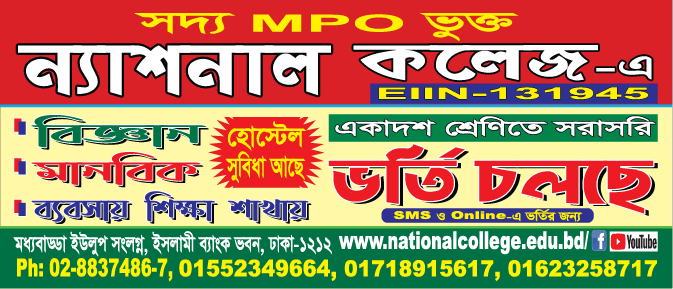 সদ্য MPO ভুক্ত
ন্যাশনাল কলেজ-এ
EIIN-131945
বিজ্ঞান
মানবিক
ব্যবসায় শিক্ষা শাখায়
হোস্টেল
সুবিধা আছে
একাদশ শ্রেণিতে সরাসরি
ভর্তি চলছে
SMS ও Online-এ ভর্তির জন্য
মধ্যবাড্ডা ইউলুপ সংলগ্ন, ইসলামী ব্যাংক ভবন, ঢাকা-১২১২ www.nationalcollege.edu.bd/ f YouTube
Ph: 02-8837486-7, 01552349664, 01718915617, 01623258717